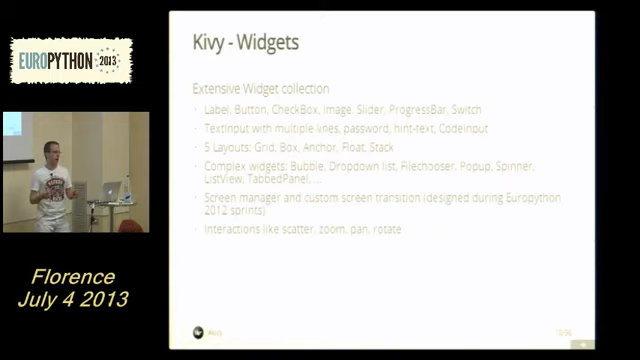 EUROPYTHON 2013
Florence
July 4 2013
Kivy - Widgets
Extensive Widget collection
Label, Button, CheckBox, Image, Slider, ProgressBar, Switch
TextInput with multiple lines, password, hint-text, CodeInput
5 Layouts: Grid, Box, Anchor, Float, Stack
Complex widgets: Bubble, Dropdown list, Filechooser, Popup, Spinner,
ListView, TabbedPanel, ...
Screen manager and custom screen transition (designed during Europython
2012 sprints)
Interactions like scatter, zoom, pan, rotate